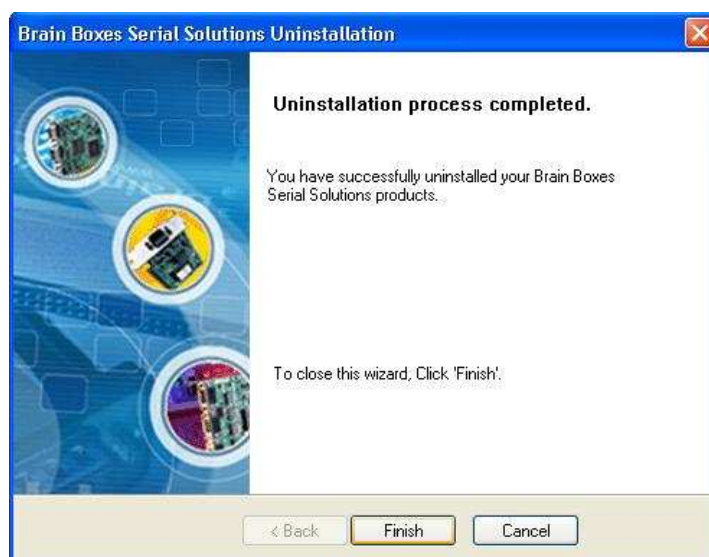 Brain Boxes Serial Solutions Uninstallation
Uninstallation process completed.
You have successfully uninstalled your Brain Boxes
Serial Solutions products.
To close this wizard, Click 'Finish'.
< Back
Finish
Cancel